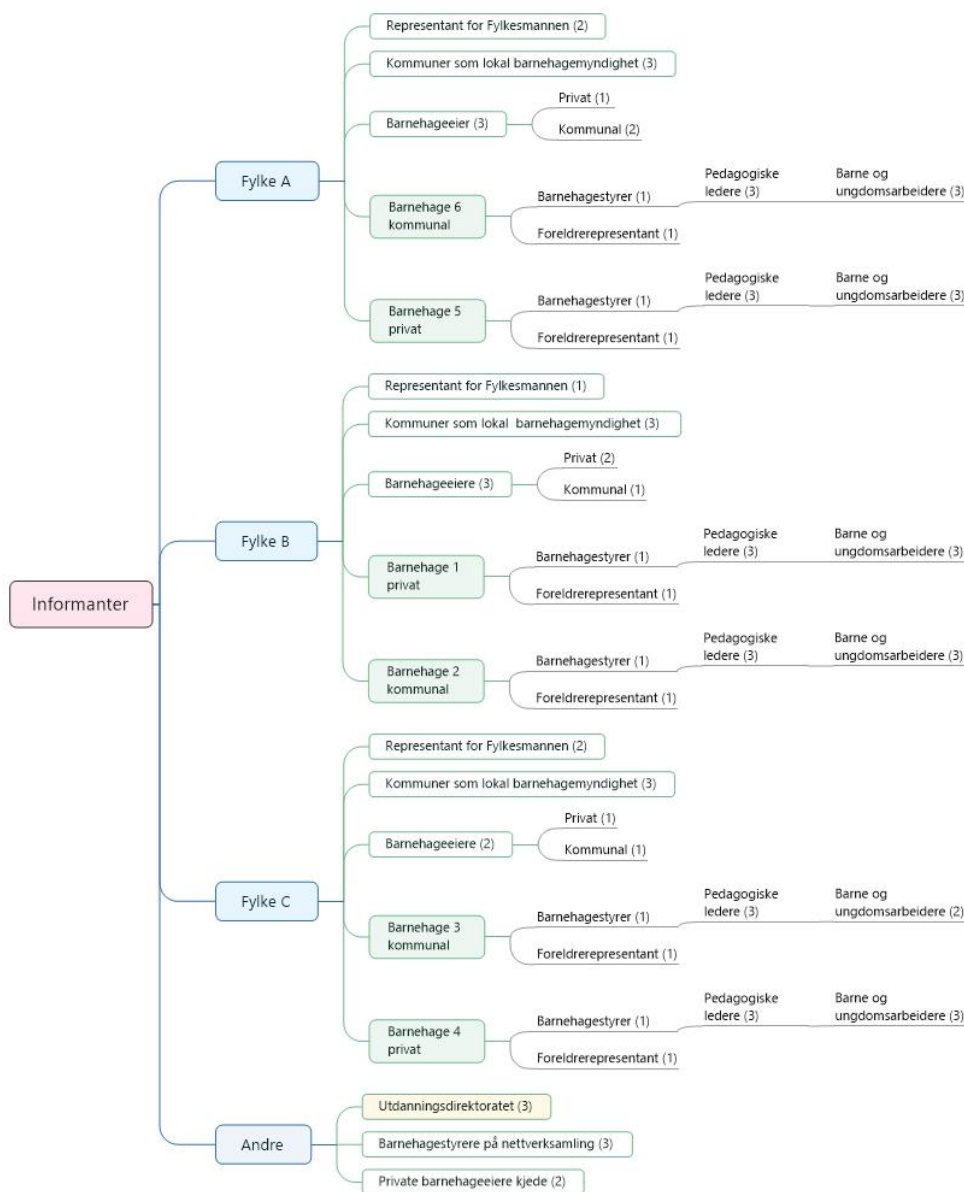 Informanter
Fylke A
Representant for Fylkesmannen (2)
Kommuner som lokal barnehagemyndighet (3)
Barnehageeier (3)
Privat (1)
Kommunal (2)
Barnehage 6
kommunal
Barnehagestyrer (1)
Pedagogiske
ledere (3)
Barne og
ungdomsarbeidere (3)
Foreldrerepresentant (1)
Barnehage 5
privat
Barnehagestyrer (1)
Pedagogiske
ledere (3)
Barne og
ungdomsarbeidere (3)
Foreldrerepresentant (1)
Fylke B
Representant for Fylkesmannen (1)
Kommuner som lokal barnehagemyndighet (3)
Barnehageeiere (3)
Privat (2)
Kommunal (1)
Barnehage 1
privat
Barnehagestyrer (1)
Pedagogiske
ledere (3)
Barne og
ungdomsarbeidere (3)
Foreldrerepresentant (1)
Barnehage 2
kommunal
Barnehagestyrer (1)
Pedagogiske
ledere (3)
Barne og
ungdomsarbeidere (3)
Foreldrerepresentant (1)
Fylke C
Representant for Fylkesmannen (2)
Kommuner som lokal barnehagemyndighet (3)
Barnehageeiere (2)
Privat (1)
Kommunal (1)
Barnehage 3
kommunal
Barnehagestyrer (1)
Pedagogiske
ledere (3)
Barne og
ungdomsarbeidere (2)
Foreldrerepresentant (1)
Barnehage 4
privat
Barnehagestyrer (1)
Pedagogiske
ledere (3)
Barne og
ungdomsarbeidere (3)
Foreldrerepresentant (1)
Andre
Utdanningsdirektoratet (3)
Barnehagestyrere på nettverksamling (3)
Private barnehageeiere kjede (2)